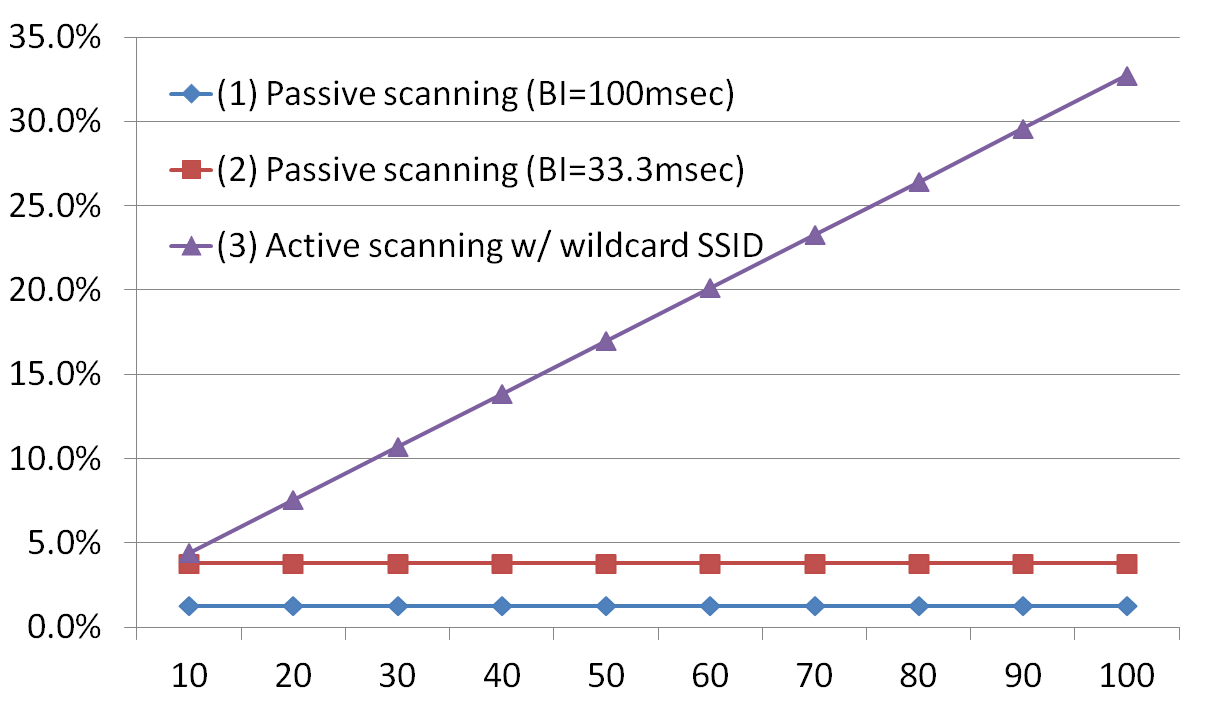 35.0%
30.0%
25.0%
20.0%
15.0%
10.0%
5.0%
0.0%
(1) Passive scanning (BI=100msec)
(2) Passive scanning (BI=33.3msec)
(3) Active scanning w/ wildcard SSID
10 20 30 40 50 60 70 80 90 100